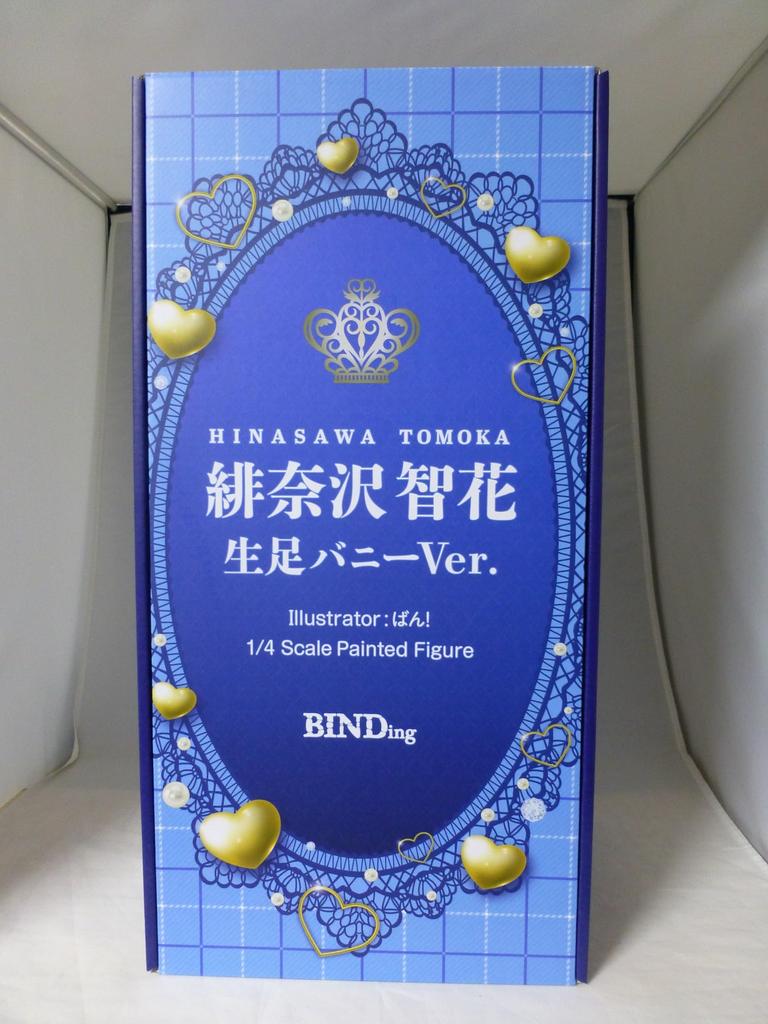 HINASAWA TOMOKA
緋奈沢智花
生足バニーVer.
Illustrator：ばん!
1/4 Scale Painted Figure
BINDing